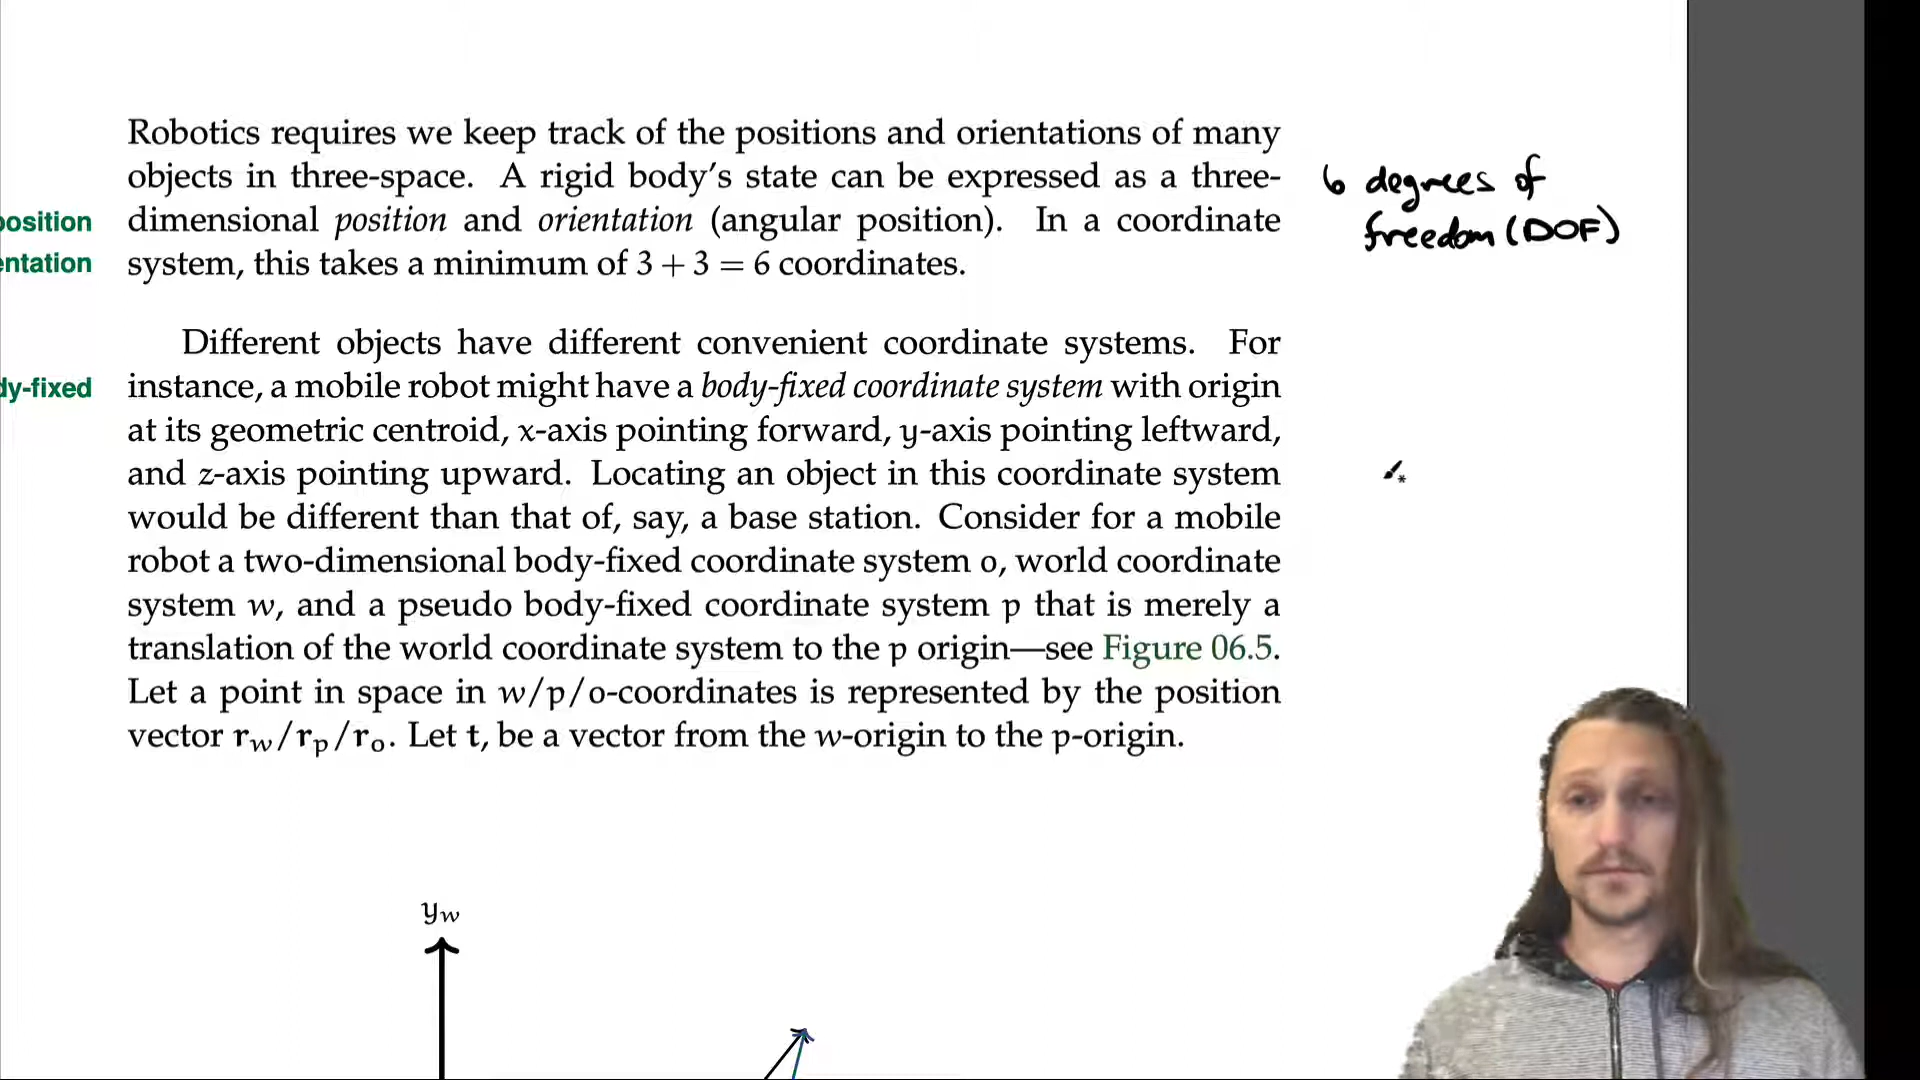 Robotics requires we keep track of the positions and orientations of many
objects in three-space. A rigid body's state can be expressed as a three-
position dimensional position and orientation (angular position). In a coordinate
entation system, this takes a minimum of 3 + 3 = 6 coordinates.
6 degrees of
freedom (DOF)
Different objects have different convenient coordinate systems. For
dy-fixed instance, a mobile robot might have a body-fixed coordinate system with origin
at its geometric centroid, x-axis pointing forward, y-axis pointing leftward,
and z-axis pointing upward. Locating an object in this coordinate system
would be different than that of, say, a base station. Consider for a mobile
robot a two-dimensional body-fixed coordinate system o, world coordinate
system w, and a pseudo body-fixed coordinate system p that is merely a
translation of the world coordinate system to the p origin—see Figure 06.5.
Let a point in space in w/p/o-coordinates is represented by the position
vector r_w/r_p/r_o. Let t, be a vector from the w-origin to the p-origin.
y_w